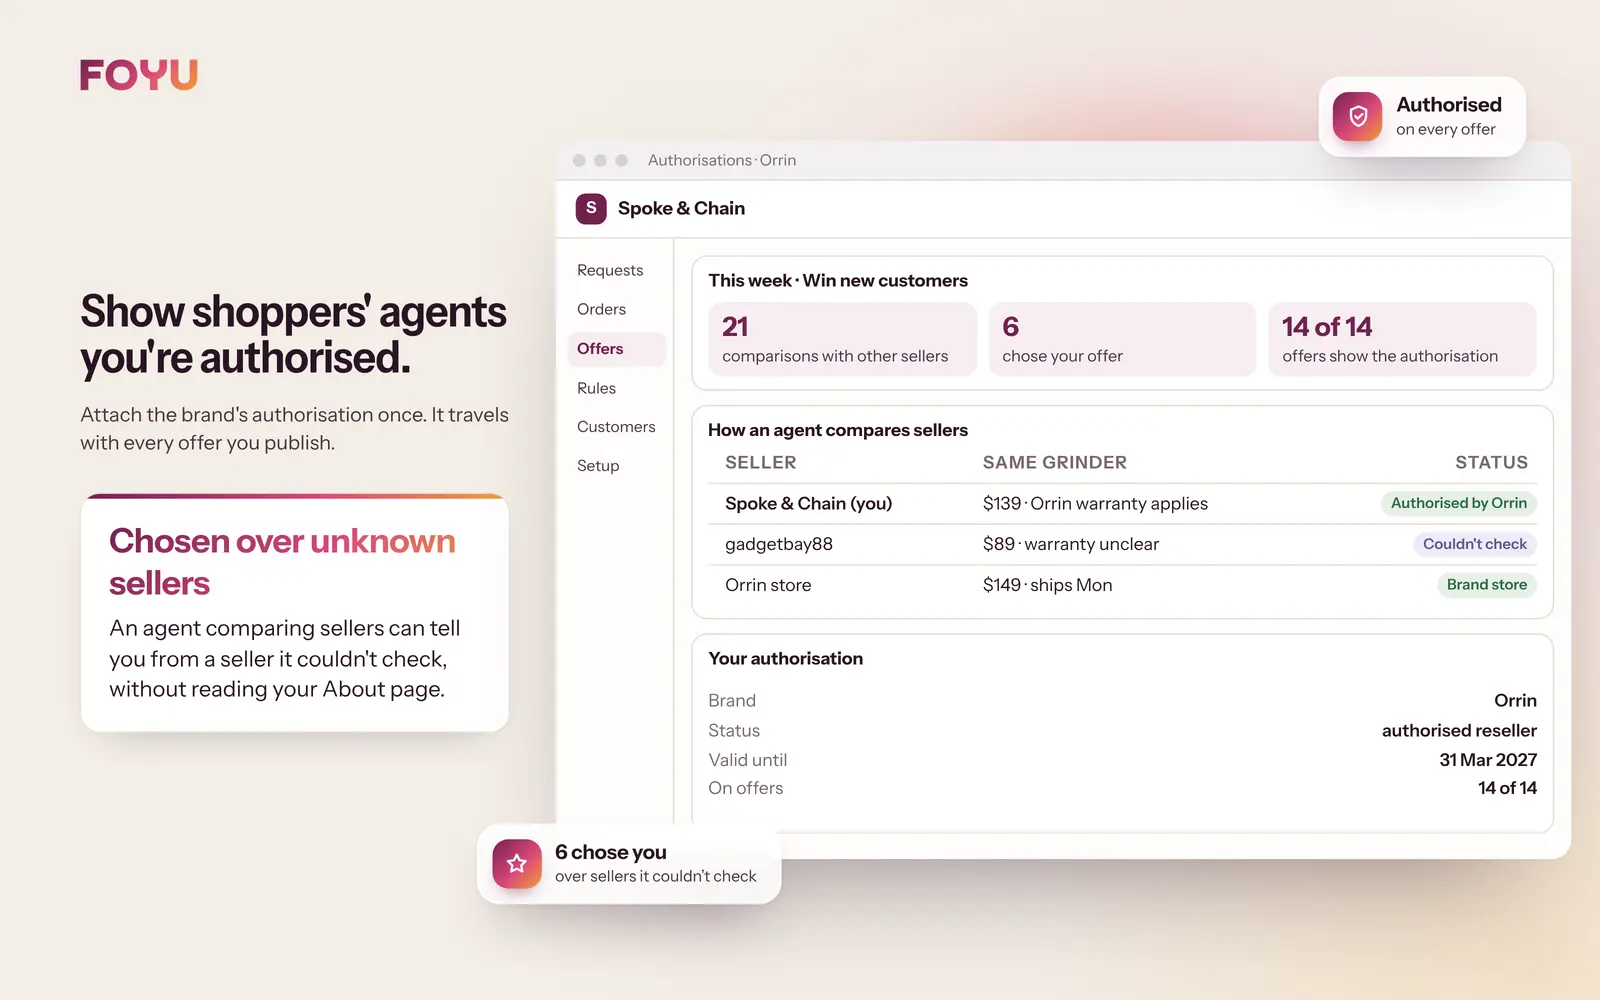 FOYU
Show shoppers' agents
you're authorised.
Attach the brand's authorisation once. It travels
with every offer you publish.
Chosen over unknown
sellers
An agent comparing sellers can tell
you from a seller it couldn't check,
without reading your About page.
Authorised
on every offer
Authorisations · Orrin
S
Spoke & Chain
Requests
Orders
Offers
Rules
Customers
Setup
This week · Win new customers
21
comparisons with other sellers
6
chose your offer
14 of 14
offers show the authorisation
How an agent compares sellers
SELLER SAME GRINDER STATUS
Spoke & Chain (you) $139 · Orrin warranty applies Authorised by Orrin
gadgetbay88 $89 · warranty unclear Couldn't check
Orrin store $149 · ships Mon Brand store
Your authorisation
Brand Orrin
Status authorised reseller
Valid until 31 Mar 2027
On offers 14 of 14
6 chose you
over sellers it couldn't check